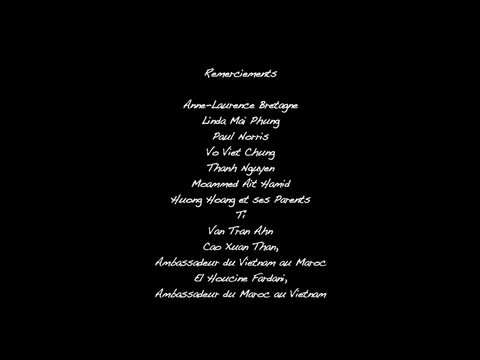 Remerciements
Anne-Laurence Bretagne
Linda Mai Phung
Paul Norris
Vo Viet Chung
Thanh Nguyen
Moammed Ait Hamid
Huong Hoang et ses Parents
Ti
Van Tran Ahn
Cao Xuan Than,
Ambassadeur du Vietnam au Maroc
El Houcine Fardani,
Ambassadeur du Maroc au Vietnam